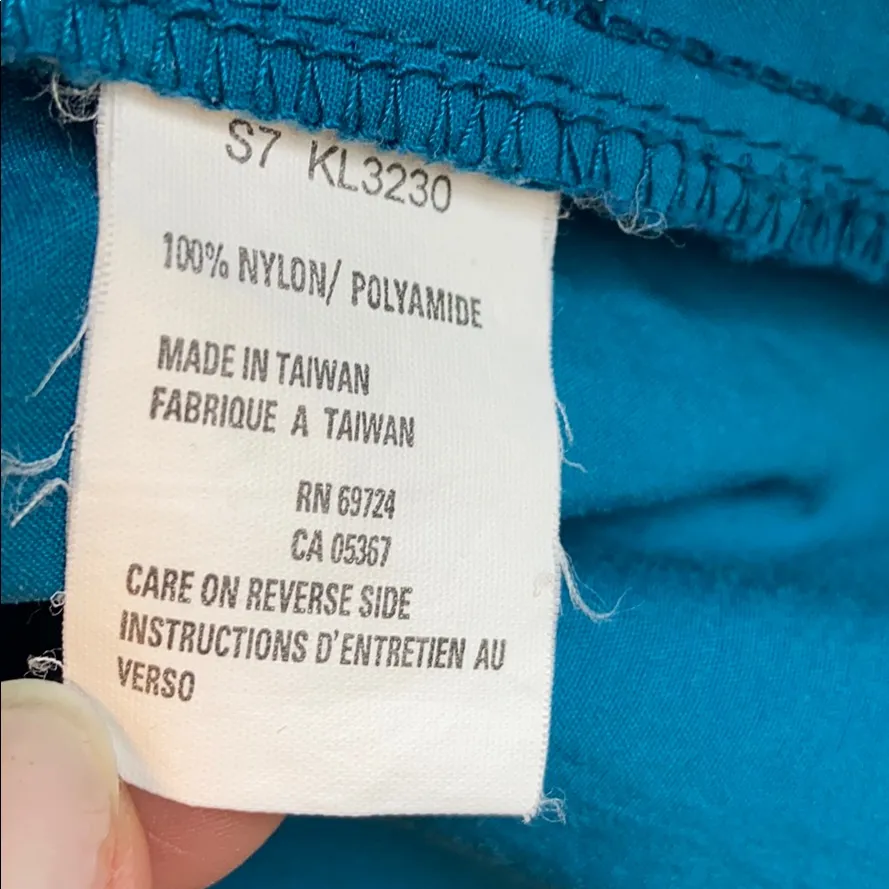 S7 KL3230
100% NYLON/ POLYAMIDE
MADE IN TAIWAN
FABRIQUE A TAIWAN
RN 69724
CA 05367
CARE ON REVERSE SIDE
INSTRUCTIONS D'ENTRETIEN AU
VERSO